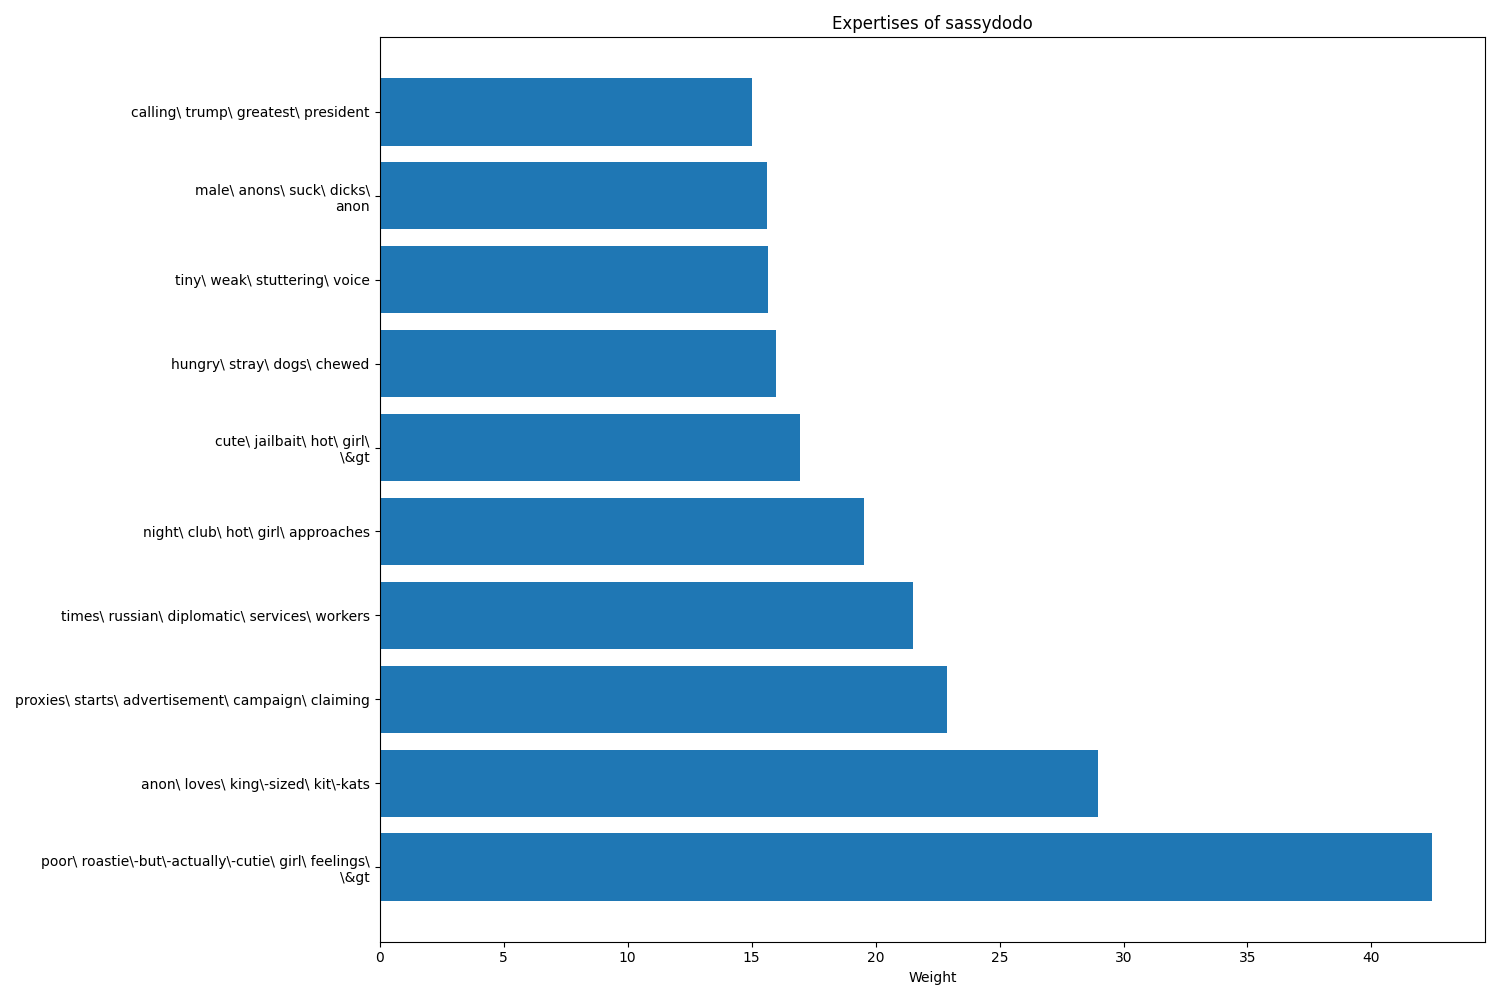 Expertises of sassydodo
calling\ trump\ greatest\ president
male\ anons\ suck\ dicks\
anon
tiny\ weak\ stuttering\ voice
hungry\ stray\ dogs\ chewed
cute\ jailbait\ hot\ girl\
\&gt
night\ club\ hot\ girl\ approaches
times\ russian\ diplomatic\ services\ workers
proxies\ starts\ advertisement\ campaign\ claiming
anon\ loves\ king\-sized\ kit\-kats
poor\ roastie\-but\-actually\-cutie\ girl\ feelings\
\&gt
0 5 10 15 20 25 30 35 40
Weight